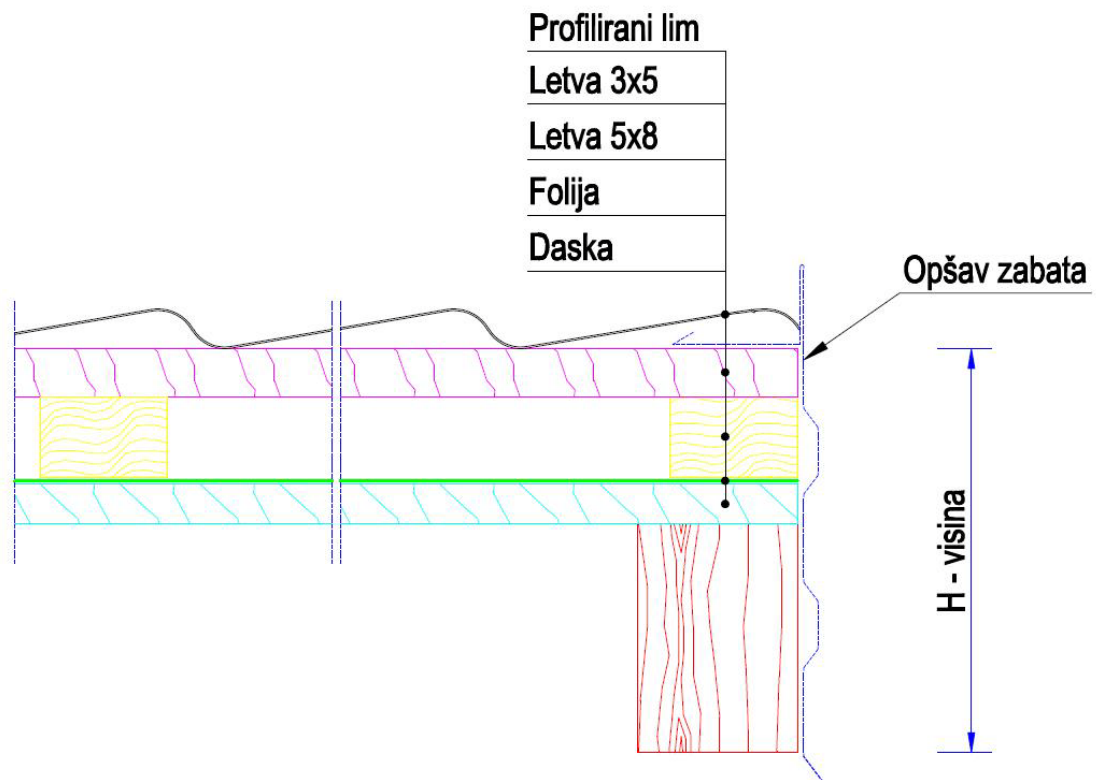 Profilirani lim
Letva 3x5
Letva 5x8
Folija
Daska
Opšav zabata
H - visina